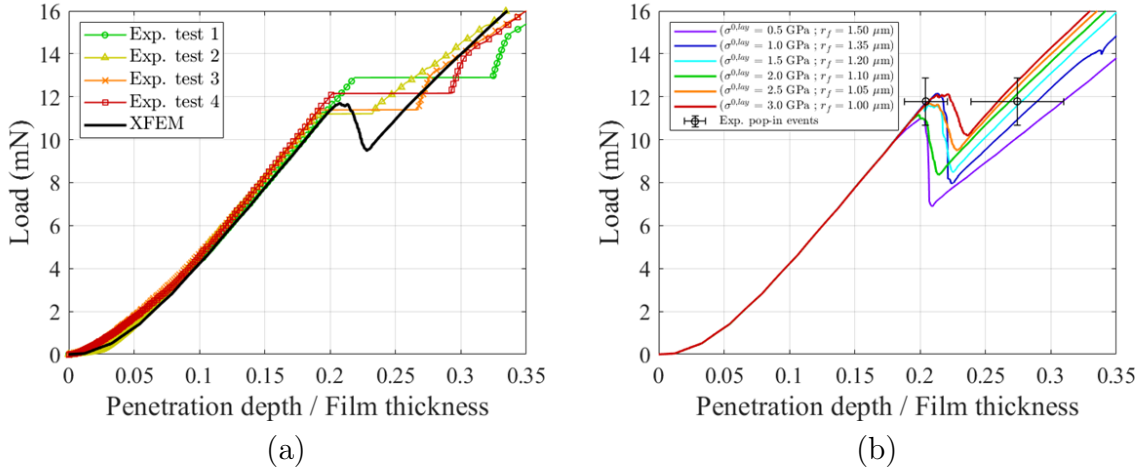 16
14
12
10
8
6
4
2
0
Load (mN)
Exp. test 1
Exp. test 2
Exp. test 3
Exp. test 4
XFEM
0 0.05 0.1 0.15 0.2 0.25 0.3 0.35
Penetration depth / Film thickness
(a)
16
14
12
10
8
6
4
2
0
Load (mN)
(σ^{0,lay} = 0.5 GPa ; r_f = 1.50 μm)
(σ^{0,lay} = 1.0 GPa ; r_f = 1.35 μm)
(σ^{0,lay} = 1.5 GPa ; r_f = 1.20 μm)
(σ^{0,lay} = 2.0 GPa ; r_f = 1.10 μm)
(σ^{0,lay} = 2.5 GPa ; r_f = 1.05 μm)
(σ^{0,lay} = 3.0 GPa ; r_f = 1.00 μm)
Exp. pop-in events
0 0.05 0.1 0.15 0.2 0.25 0.3 0.35
Penetration depth / Film thickness
(b)